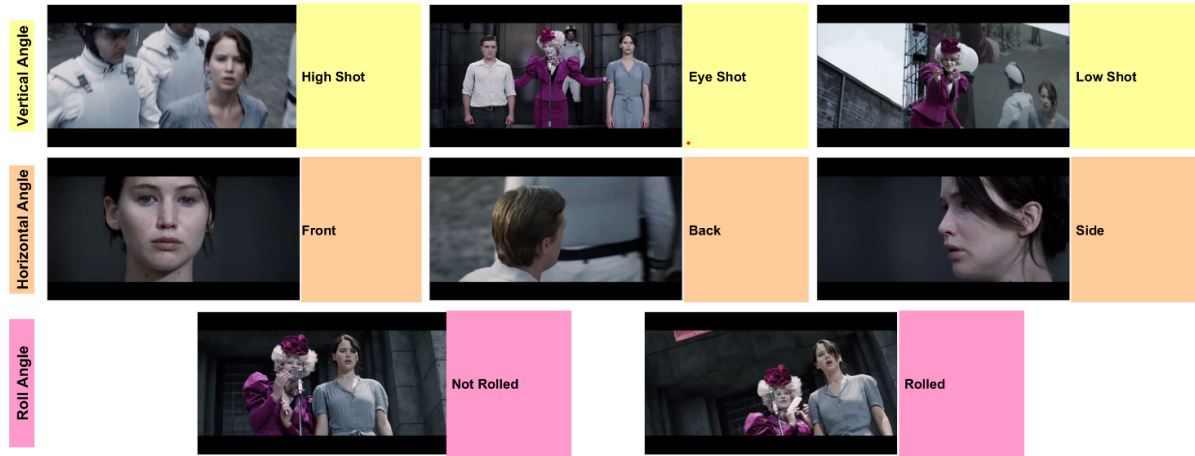 Vertical Angle
High Shot
Eye Shot
Low Shot
Horizontal Angle
Front
Back
Side
Roll Angle
Not Rolled
Rolled